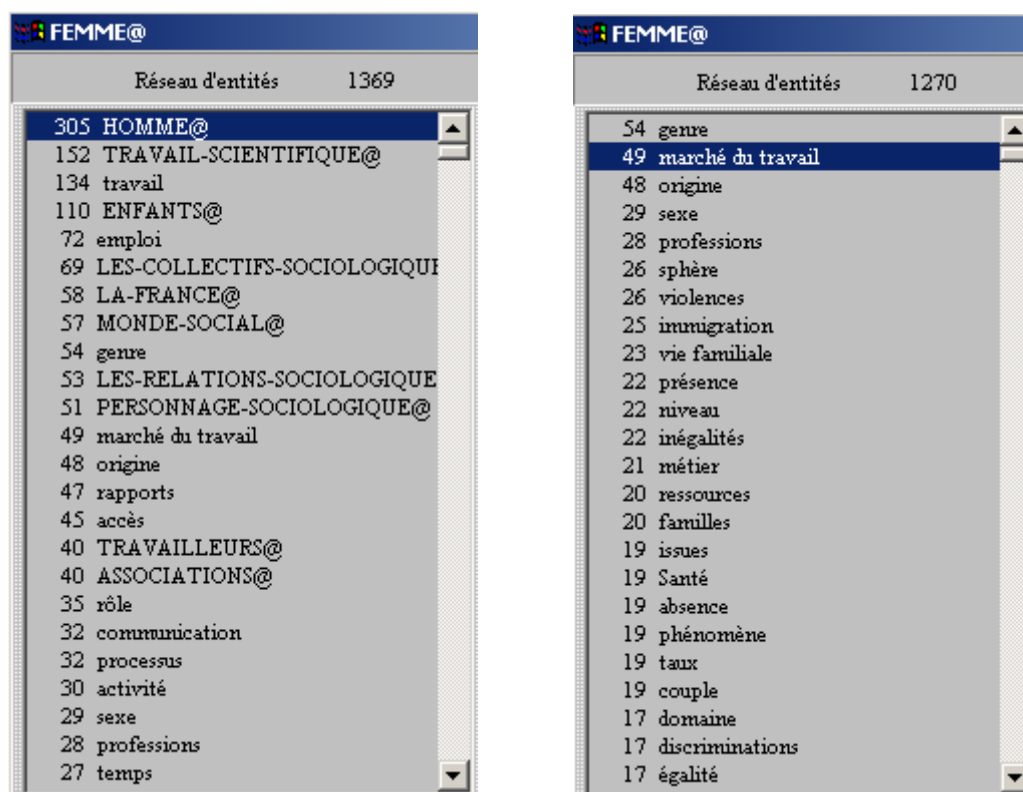 FEMME@
Réseau d'entités 1369
305 HOMME@
152 TRAVAIL-SCIENTIFIQUE@
134 travail
110 ENFANTS@
72 emploi
69 LES-COLLECTIFS-SOCIOLOGIQUE
58 LA-FRANCE@
57 MONDE-SOCIAL@
54 genre
53 LES-RELATIONS-SOCIOLOGIQUE
51 PERSONNAGE-SOCIOLOGIQUE@
49 marché du travail
48 origine
47 rapports
45 accès
40 TRAVAILLEURS@
40 ASSOCIATIONS@
35 rôle
32 communication
32 processus
30 activité
29 sexe
28 professions
27 temps
FEMME@
Réseau d'entités 1270
54 genre
49 marché du travail
48 origine
29 sexe
28 professions
26 sphère
26 violences
25 immigration
23 vie familiale
22 présence
22 niveau
22 inégalités
21 métier
20 ressources
20 familles
19 issues
19 Santé
19 absence
19 phénomène
19 taux
19 couple
17 domaine
17 discriminations
17 égalité